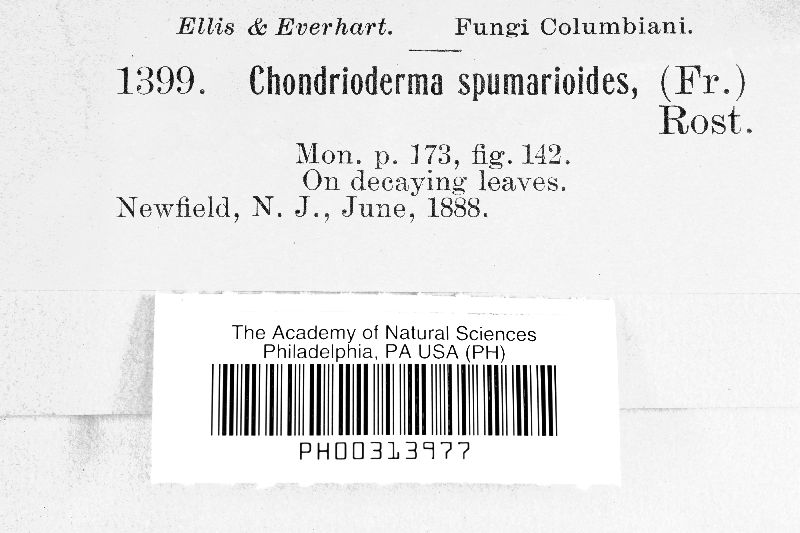 Ellis & Everhart. Fungi Columbiani.
1399. Chondrioderma spumarioides, (Fr.)
Rost.
Mon. p. 173, fig. 142.
On decaying leaves.
Newfield, N. J., June, 1888.
The Academy of Natural Sciences
Philadelphia, PA USA (PH)
PH00313977